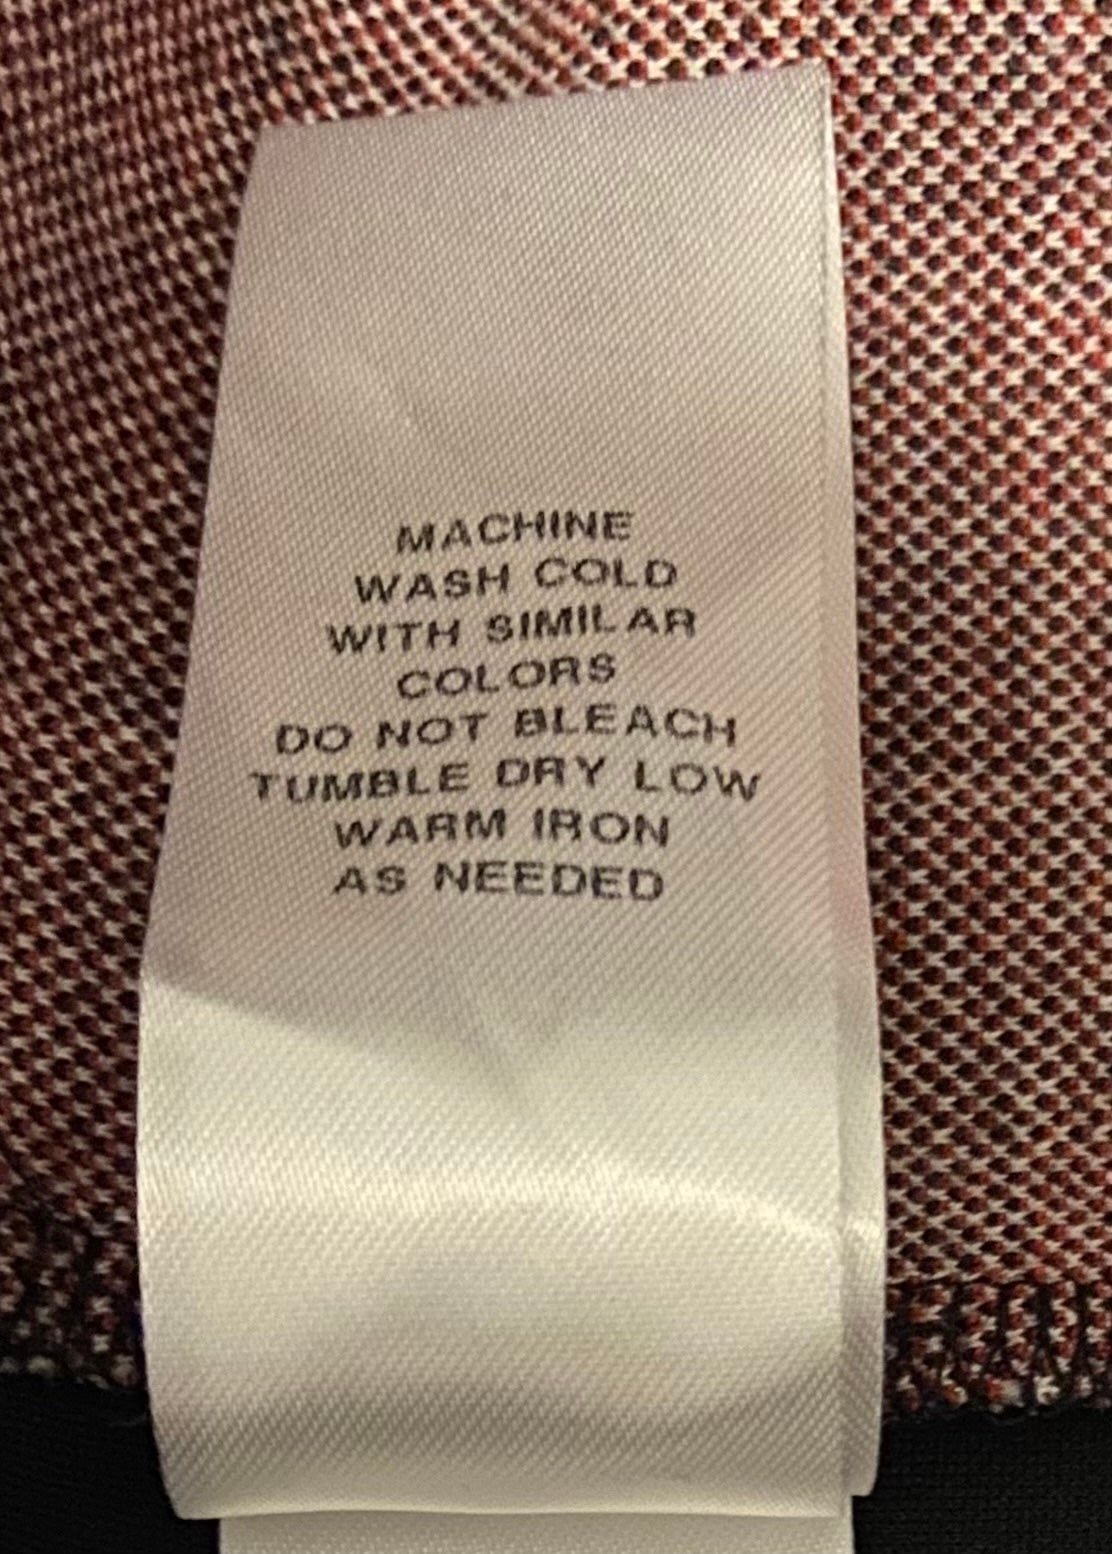 MACHINE
WASH COLD
WITH SIMILAR
COLORS
DO NOT BLEACH
TUMBLE DRY LOW
WARM IRON
AS NEEDED